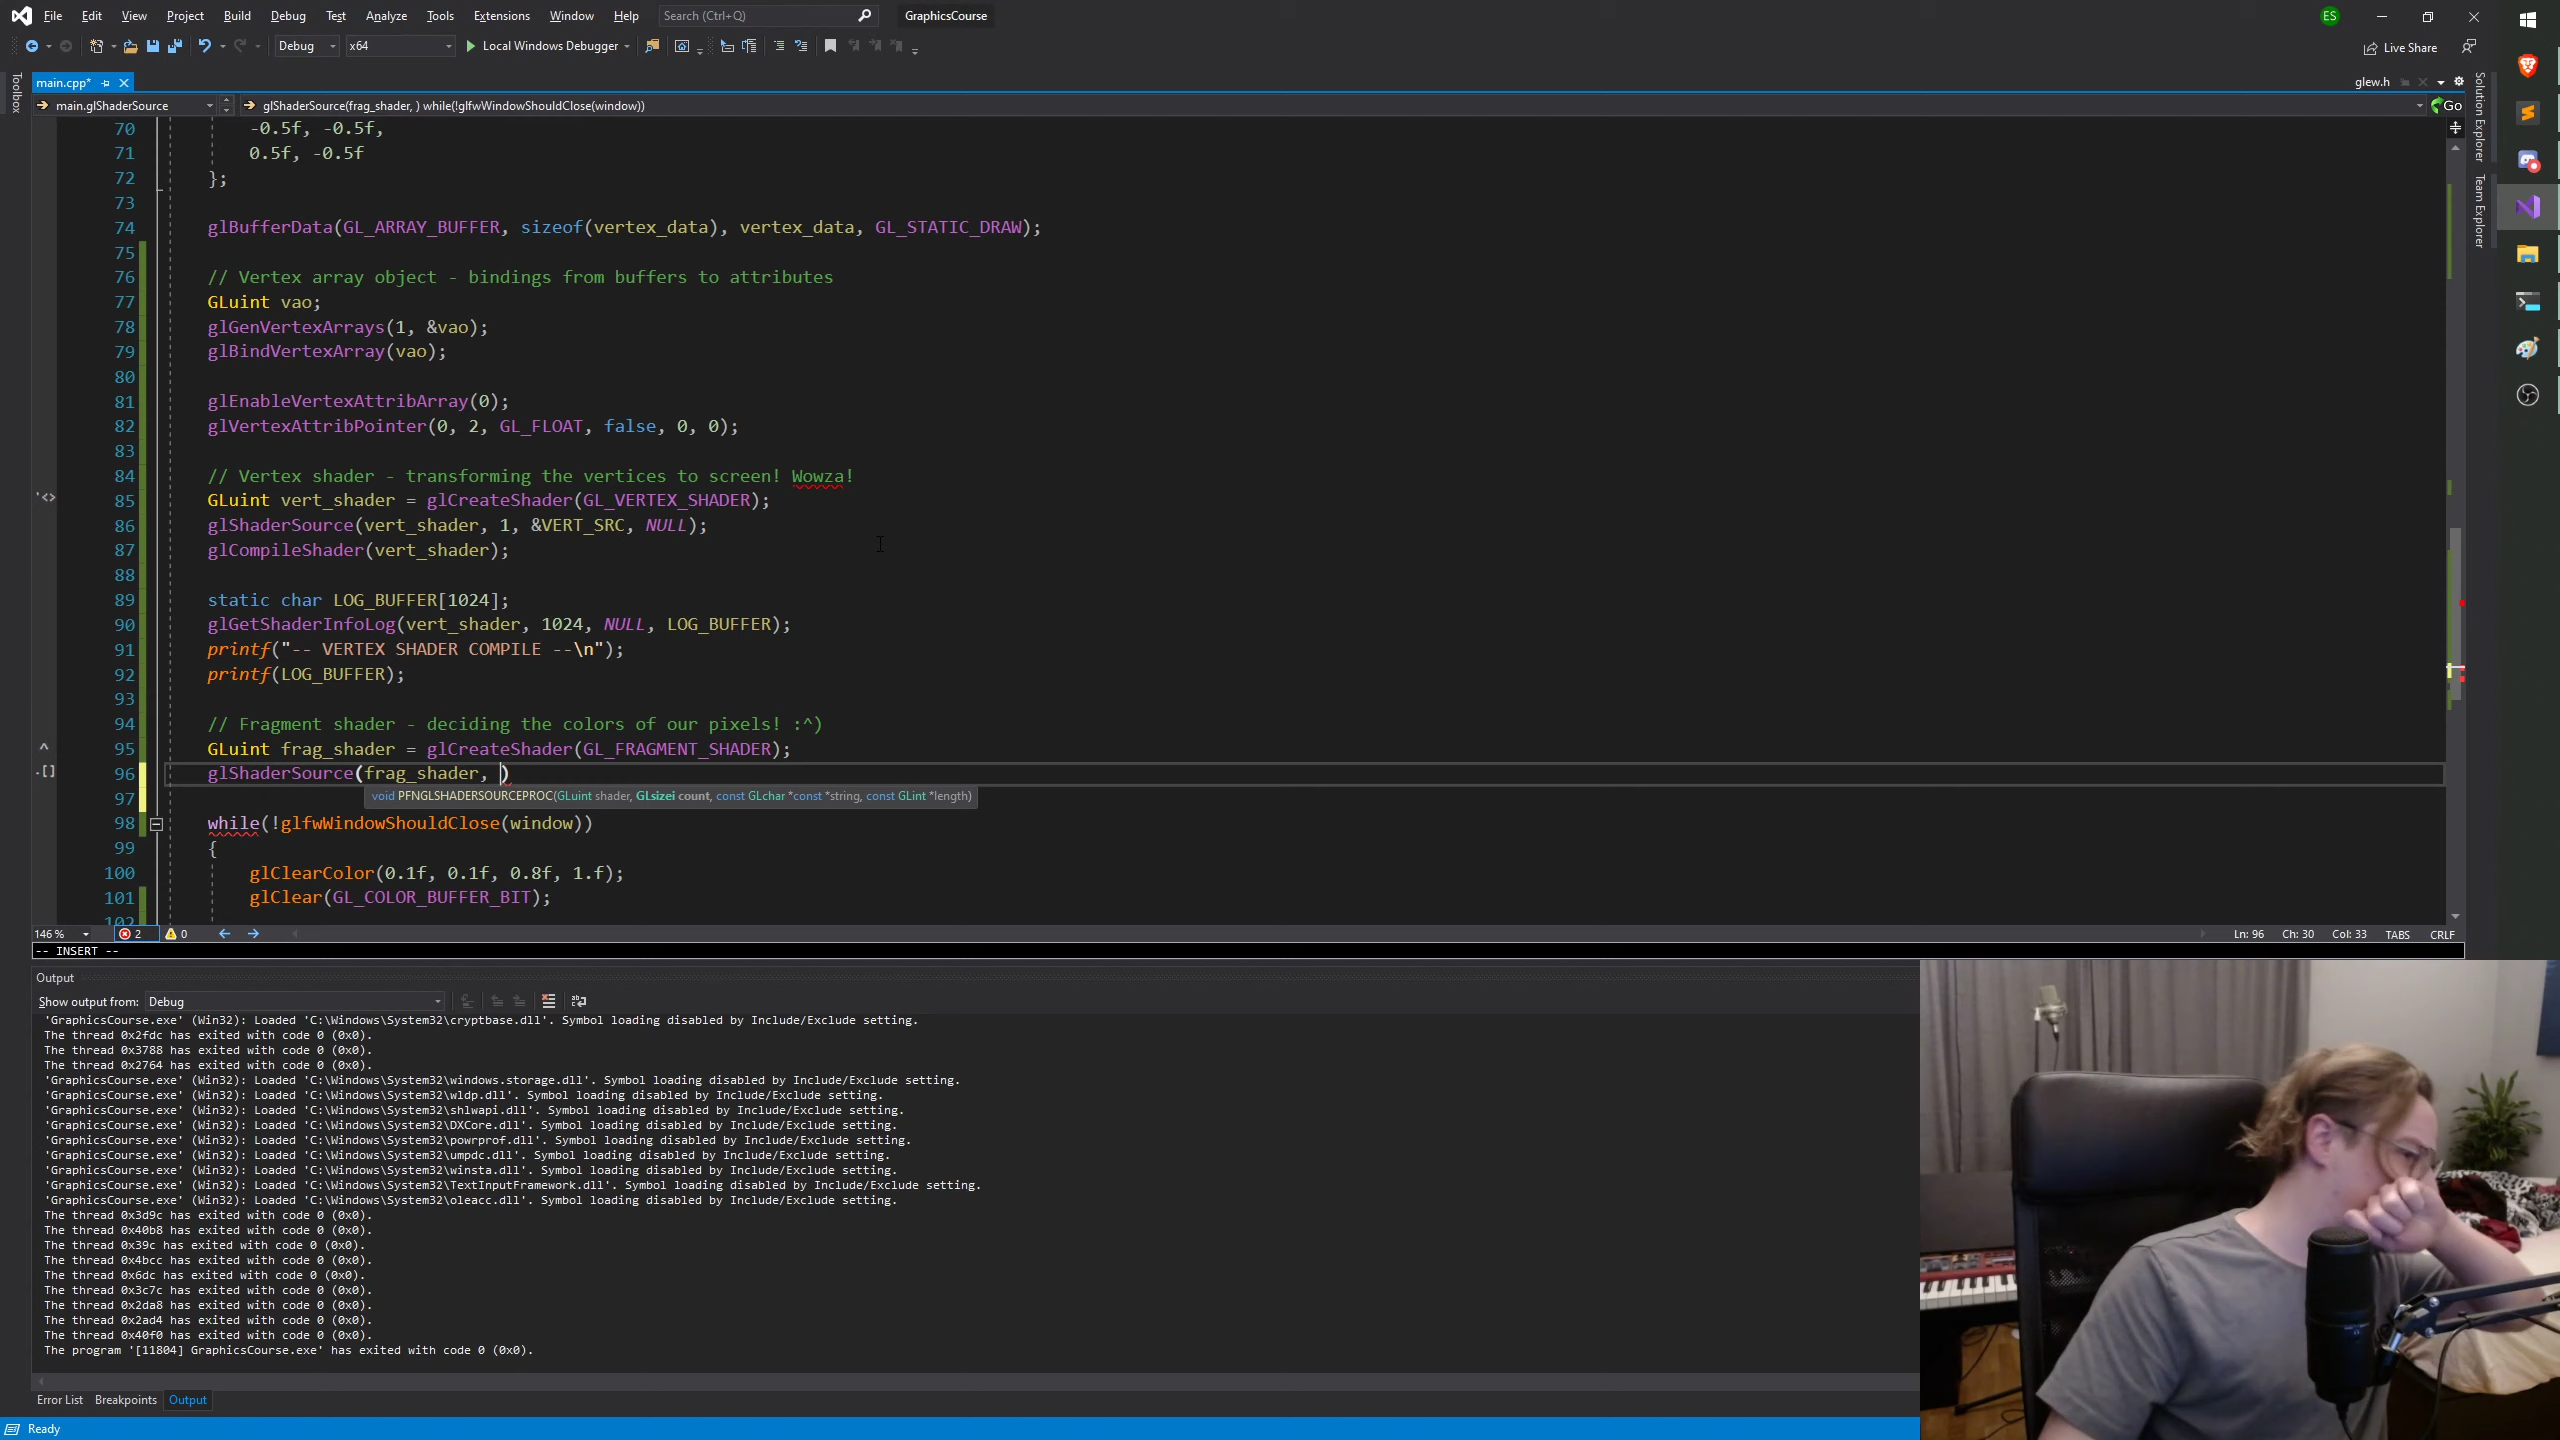 File Edit View Project Build Debug Test Analyze Tools Extensions Window Help Search (Ctrl+Q) GraphicsCourse ES
Debug x64 Local Windows Debugger Live Share
main.cpp* glew.h
main.glShaderSource glShaderSource(frag_shader, ) while(!glfwWindowShouldClose(window)) Go
Toolbox
Solution Explorer
Team Explorer
70 -0.5f, -0.5f,
71 0.5f, -0.5f
72 };
73
74 glBufferData(GL_ARRAY_BUFFER, sizeof(vertex_data), vertex_data, GL_STATIC_DRAW);
75
76 // Vertex array object - bindings from buffers to attributes
77 GLuint vao;
78 glGenVertexArrays(1, &vao);
79 glBindVertexArray(vao);
80
81 glEnableVertexAttribArray(0);
82 glVertexAttribPointer(0, 2, GL_FLOAT, false, 0, 0);
83
84 // Vertex shader - transforming the vertices to screen! Wowza!
85 GLuint vert_shader = glCreateShader(GL_VERTEX_SHADER);
86 glShaderSource(vert_shader, 1, &VERT_SRC, NULL);
87 glCompileShader(vert_shader);
88
89 static char LOG_BUFFER[1024];
90 glGetShaderInfoLog(vert_shader, 1024, NULL, LOG_BUFFER);
91 printf("-- VERTEX SHADER COMPILE --\n");
92 printf(LOG_BUFFER);
93
94 // Fragment shader - deciding the colors of our pixels! :^)
95 GLuint frag_shader = glCreateShader(GL_FRAGMENT_SHADER);
96 glShaderSource(frag_shader, )
void PFNGLSHADERSOURCEPROC(GLuint shader, GLsizei count, const GLchar *const *string, const GLint *length)
97
98 while(!glfwWindowShouldClose(window))
99 {
100 glClearColor(0.1f, 0.1f, 0.8f, 1.f);
101 glClear(GL_COLOR_BUFFER_BIT);
102
146 % 2 0 Ln: 96 Ch: 30 Col: 33 TABS CRLF
-- INSERT --
Output
Show output from: Debug
'GraphicsCourse.exe' (Win32): Loaded 'C:\Windows\System32\cryptbase.dll'. Symbol loading disabled by Include/Exclude setting.
The thread 0x2fdc has exited with code 0 (0x0).
The thread 0x3788 has exited with code 0 (0x0).
The thread 0x2764 has exited with code 0 (0x0).
'GraphicsCourse.exe' (Win32): Loaded 'C:\Windows\System32\windows.storage.dll'. Symbol loading disabled by Include/Exclude setting.
'GraphicsCourse.exe' (Win32): Loaded 'C:\Windows\System32\wldp.dll'. Symbol loading disabled by Include/Exclude setting.
'GraphicsCourse.exe' (Win32): Loaded 'C:\Windows\System32\shlwapi.dll'. Symbol loading disabled by Include/Exclude setting.
'GraphicsCourse.exe' (Win32): Loaded 'C:\Windows\System32\DXCore.dll'. Symbol loading disabled by Include/Exclude setting.
'GraphicsCourse.exe' (Win32): Loaded 'C:\Windows\System32\powrprof.dll'. Symbol loading disabled by Include/Exclude setting.
'GraphicsCourse.exe' (Win32): Loaded 'C:\Windows\System32\umpdc.dll'. Symbol loading disabled by Include/Exclude setting.
'GraphicsCourse.exe' (Win32): Loaded 'C:\Windows\System32\winsta.dll'. Symbol loading disabled by Include/Exclude setting.
'GraphicsCourse.exe' (Win32): Loaded 'C:\Windows\System32\TextInputFramework.dll'. Symbol loading disabled by Include/Exclude setting.
'GraphicsCourse.exe' (Win32): Loaded 'C:\Windows\System32\oleacc.dll'. Symbol loading disabled by Include/Exclude setting.
The thread 0x3d9c has exited with code 0 (0x0).
The thread 0x40b8 has exited with code 0 (0x0).
The thread 0x39c has exited with code 0 (0x0).
The thread 0x4bcc has exited with code 0 (0x0).
The thread 0x6dc has exited with code 0 (0x0).
The thread 0x3c7c has exited with code 0 (0x0).
The thread 0x2da8 has exited with code 0 (0x0).
The thread 0x2ad4 has exited with code 0 (0x0).
The thread 0x40f0 has exited with code 0 (0x0).
The program '[11804] GraphicsCourse.exe' has exited with code 0 (0x0).
Error List Breakpoints Output
Ready